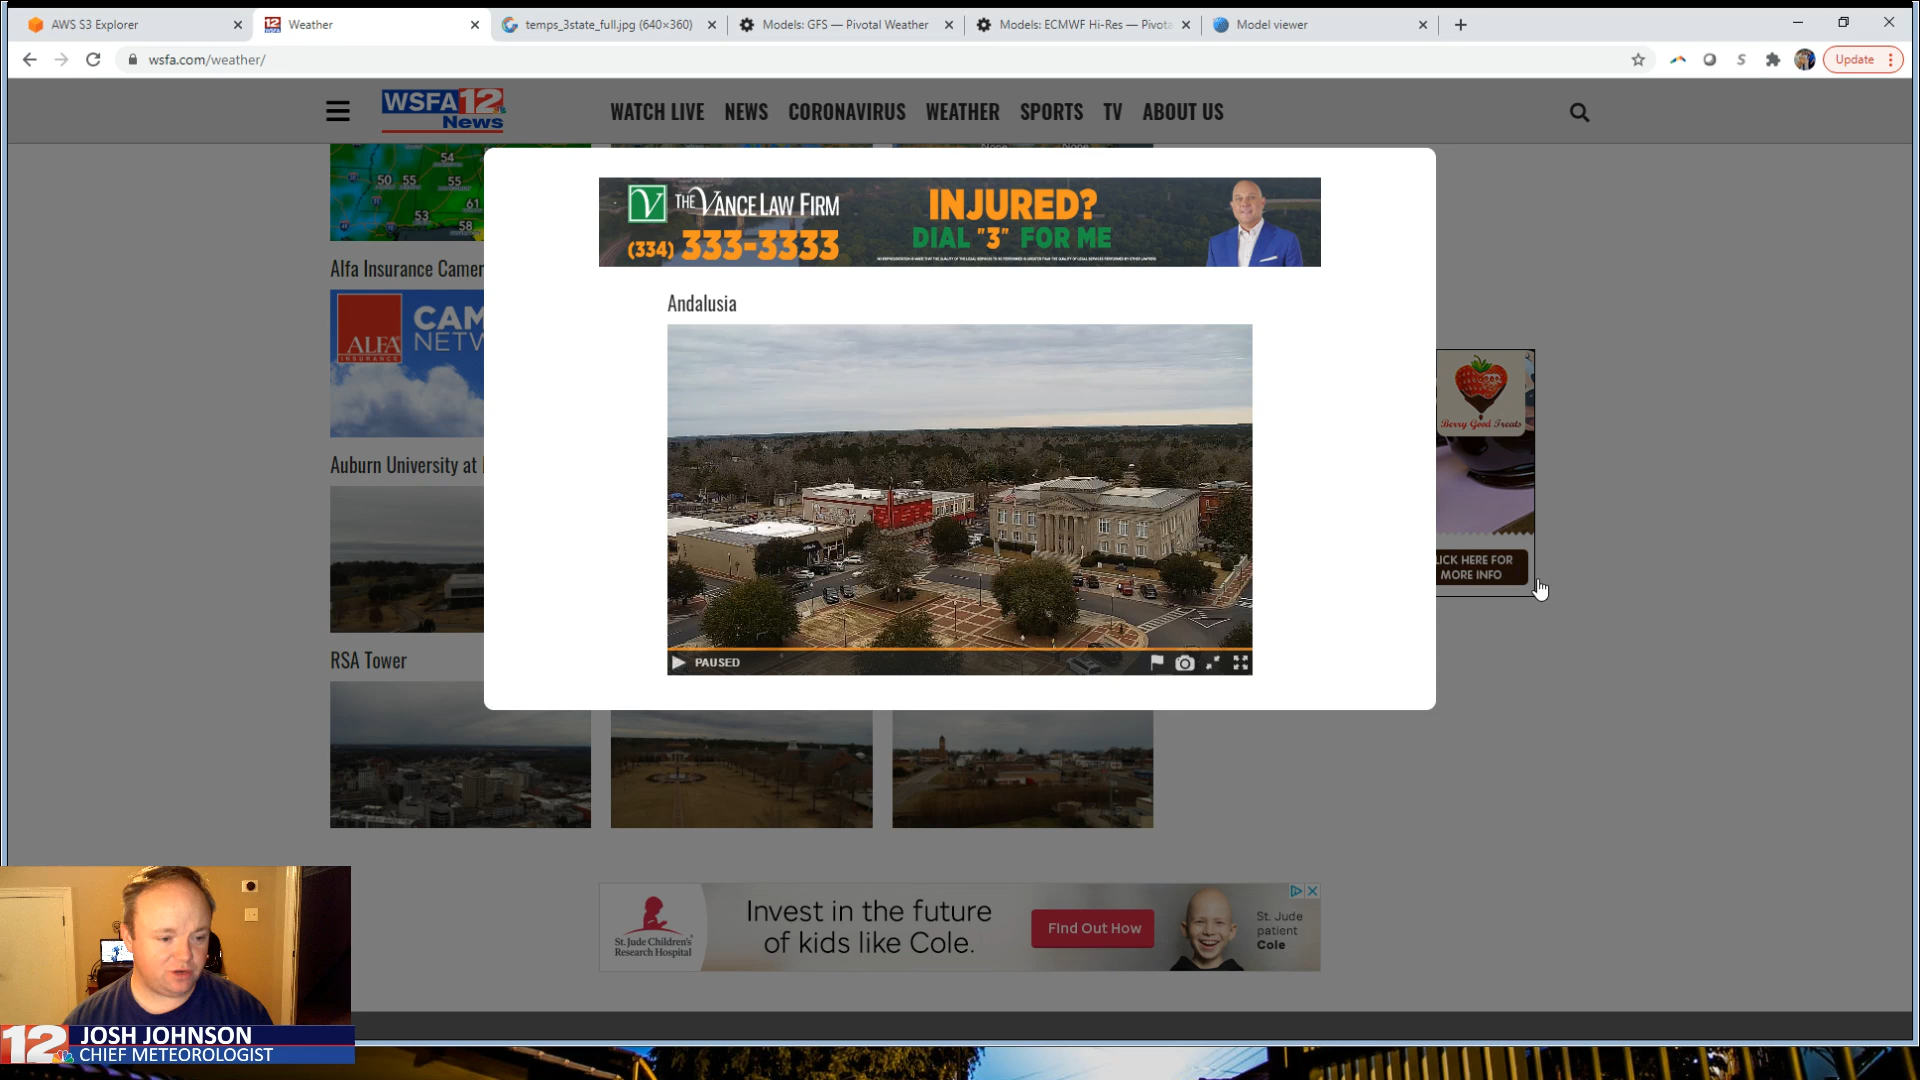 AWS S3 Explorer
Weather
temps_3state_full.jpg (640×360)
Models: GFS — Pivotal Weather
Models: ECMWF Hi-Res — Pivota
Model viewer
wsfa.com/weather/
Update
WSFA 12
News
WATCH LIVE
NEWS
CORONAVIRUS
WEATHER
SPORTS
TV
ABOUT US
None
None
54
50
55
55
53
61
58
THE VANCE LAW FIRM
(334) 333-3333
INJURED?
DIAL "3" FOR ME
Andalusia
Alfa Insurance Camer
ALFA
INSURANCE
CAM
NETW
Auburn University at
RSA Tower
PAUSED
Berry Good Treats
LICK HERE FOR
MORE INFO
St. Jude Children's
Research Hospital
Invest in the future
of kids like Cole.
Find Out How
St. Jude
patient
Cole
12
JOSH JOHNSON
CHIEF METEOROLOGIST